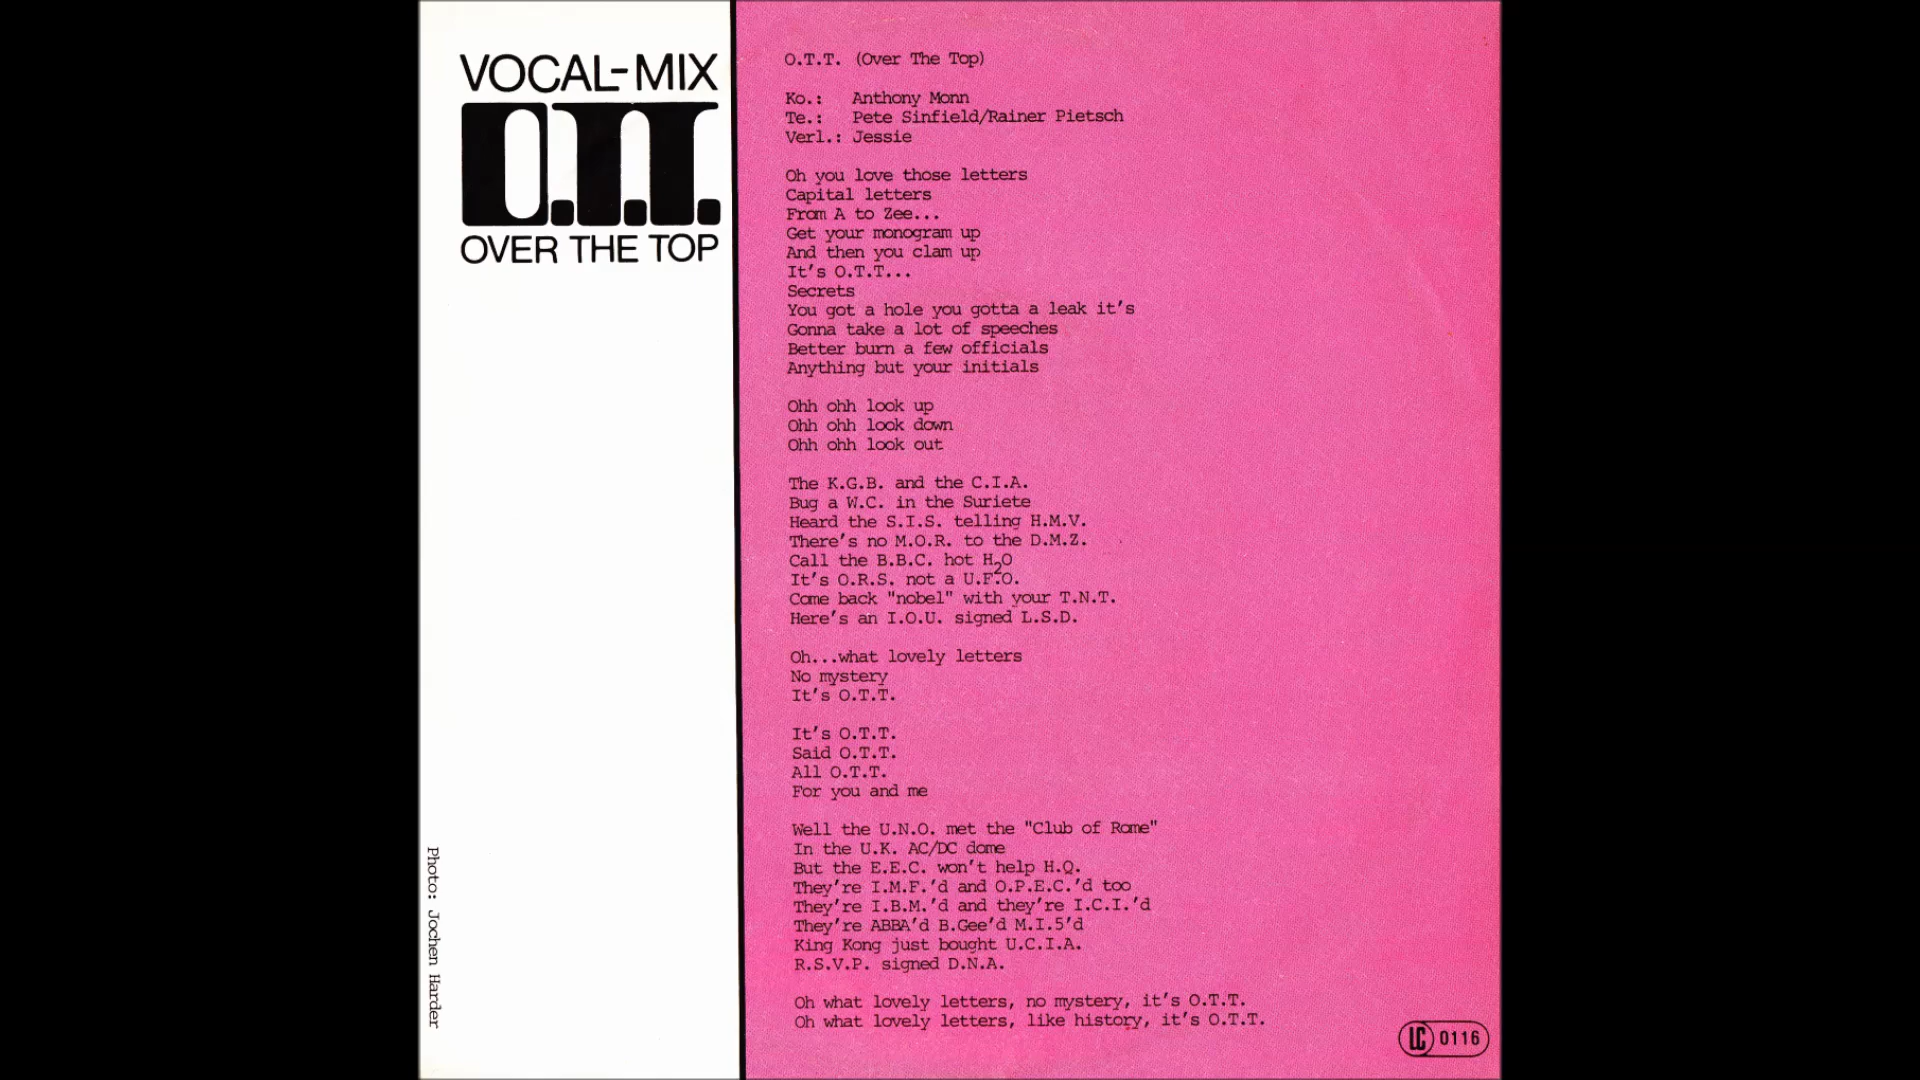 VOCAL-MIX
O.T.T.
OVER THE TOP
Photo: Jochen Harder
O.T.T. (Over The Top)
Ko.: Anthony Monn
Te.: Pete Sinfield/Rainer Pietsch
Verl.: Jessie
Oh you love those letters
Capital letters
From A to Zee...
Get your monogram up
And then you clam up
It's O.T.T...
Secrets
You got a hole you gotta a leak it's
Gonna take a lot of speeches
Better burn a few officials
Anything but your initials
Ohh ohh look up
Ohh ohh look down
Ohh ohh look out
The K.G.B. and the C.I.A.
Bug a W.C. in the Suriete
Heard the S.I.S. telling H.M.V.
There's no M.O.R. to the D.M.Z.
Call the B.B.C. hot H2O
It's O.R.S. not a U.F.O.
Come back "nobel" with your T.N.T.
Here's an I.O.U. signed L.S.D.
Oh...what lovely letters
No mystery
It's O.T.T.
It's O.T.T.
Said O.T.T.
All O.T.T.
For you and me
Well the U.N.O. met the "Club of Rome"
In the U.K. AC/DC dome
But the E.E.C. won't help H.Q.
They're I.M.F.'d and O.P.E.C.'d too
They're I.B.M.'d and they're I.C.I.'d
They're ABBA'd B.Gee'd M.I.5'd
King Kong just bought U.C.I.A.
R.S.V.P. signed D.N.A.
Oh what lovely letters, no mystery, it's O.T.T.
Oh what lovely letters, like history, it's O.T.T.
LC 0116